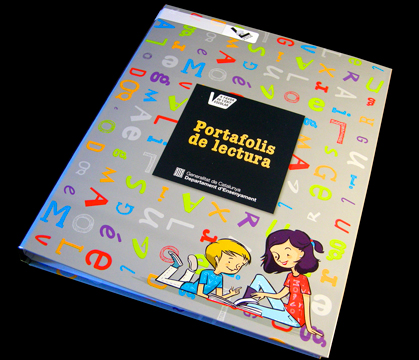 Portafolis
de lectura
Generalitat de Catalunya
Departament d'Ensenyament